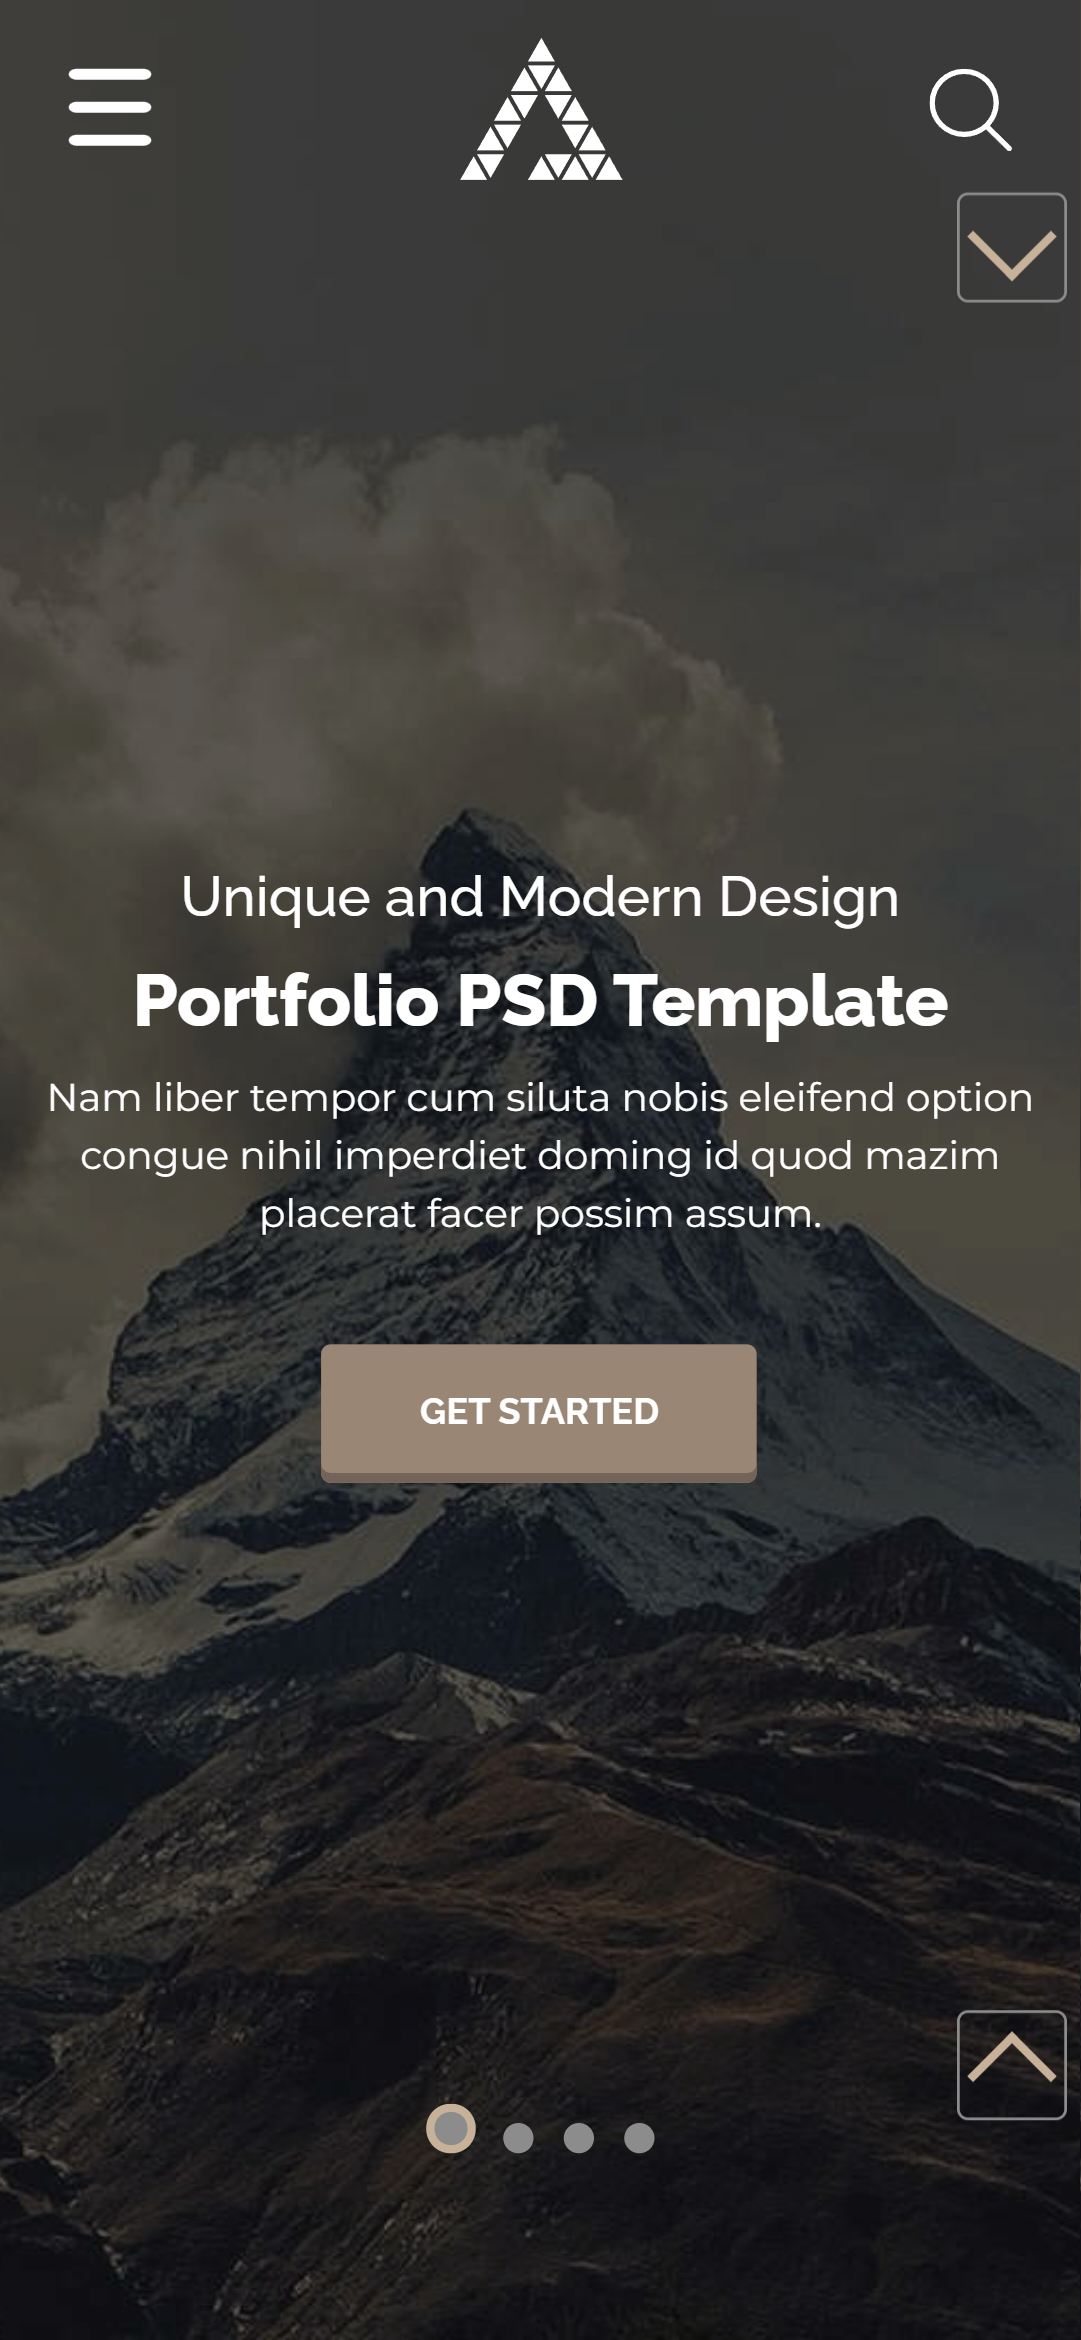 Unique and Modern Design
Portfolio PSD Template
Nam liber tempor cum siluta nobis eleifend option
congue nihil imperdiet doming id quod mazim
placerat facer possim assum.
GET STARTED